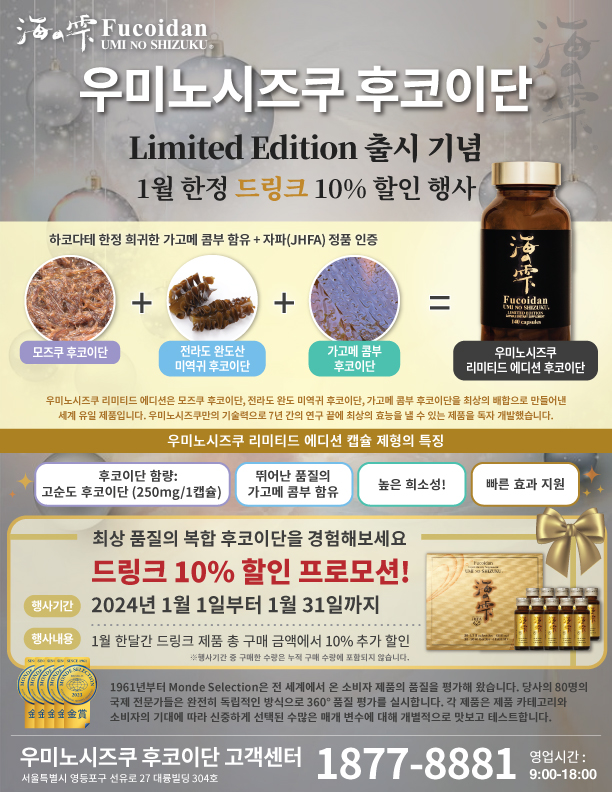 海の雫 Fucoidan
UMI NO SHIZUKU
海の雫
우미노시즈쿠 후코이단
Limited Edition 출시 기념
1월 한정 드링크 10% 할인 행사
하코다테 한정 희귀한 가고메 콤부 함유 + 자파(JHFA) 정품 인증
+
+
=
海の雫
Fucoidan
UMI NO SHIZUKU
LIMITED EDITION
140 capsules
모즈쿠 후코이단
전라도 완도산
미역귀 후코이단
가고메 콤부
후코이단
우미노시즈쿠
리미티드 에디션 후코이단
우미노시즈쿠 리미티드 에디션은 모즈쿠 후코이단, 전라도 완도 미역귀 후코이단, 가고메 콤부 후코이단을 최상의 배합으로 만들어낸
세계 유일 제품입니다. 우미노시즈쿠만의 기술력으로 7년 간의 연구 끝에 최상의 효능을 낼 수 있는 제품을 독자 개발했습니다.
우미노시즈쿠 리미티드 에디션 캡슐 제형의 특징
후코이단 함량:
고순도 후코이단 (250mg/1캡슐)
뛰어난 품질의
가고메 콤부 함유
높은 희소성!
빠른 효과 지원
최상 품질의 복합 후코이단을 경험해보세요
드링크 10% 할인 프로모션!
행사기간 2024년 1월 1일부터 1월 31일까지
행사내용 1월 한달간 드링크 제품 총 구매 금액에서 10% 추가 할인
※행사기간 중 구매한 수량은 누적 구매 수량에 포함되지 않습니다.
Fucoidan
UMI NO SHIZUKU
海の雫
MONDE SELECTION
2023
金 金 金 金賞
1961년부터 Monde Selection은 전 세계에서 온 소비자 제품의 품질을 평가해 왔습니다. 당사의 80명의
국제 전문가들은 완전히 독립적인 방식으로 360° 품질 평가를 실시합니다. 각 제품은 제품 카테고리와
소비자의 기대에 따라 신중하게 선택된 수많은 매개 변수에 대해 개별적으로 맛보고 테스트합니다.
우미노시즈쿠 후코이단 고객센터
서울특별시 영등포구 선유로 27 대륭빌딩 304호
1877-8881
영업시간 :
9:00-18:00